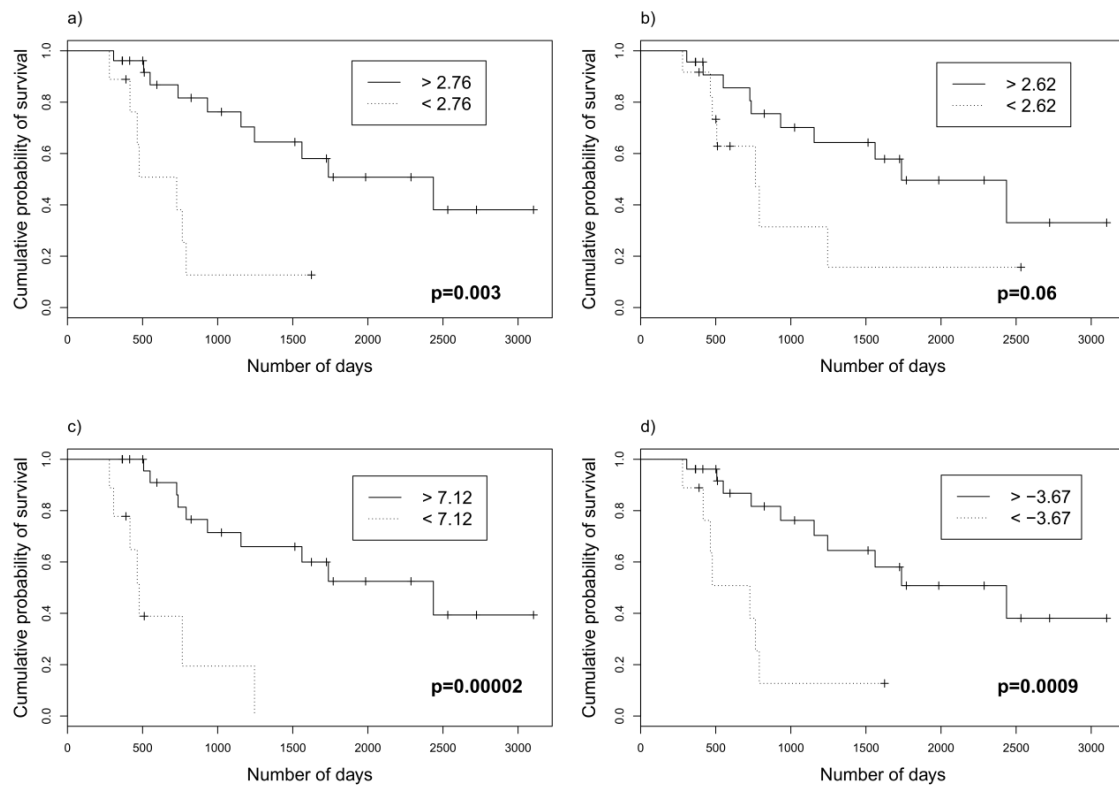 a)
Cumulative probability of survival
1.0
0.8
0.6
0.4
0.2
0.0
> 2.76
< 2.76
p=0.003
0 500 1000 1500 2000 2500 3000
Number of days
b)
Cumulative probability of survival
1.0
0.8
0.6
0.4
0.2
0.0
> 2.62
< 2.62
p=0.06
0 500 1000 1500 2000 2500 3000
Number of days
c)
Cumulative probability of survival
1.0
0.8
0.6
0.4
0.2
0.0
> 7.12
< 7.12
p=0.00002
0 500 1000 1500 2000 2500 3000
Number of days
d)
Cumulative probability of survival
1.0
0.8
0.6
0.4
0.2
0.0
> −3.67
< −3.67
p=0.0009
0 500 1000 1500 2000 2500 3000
Number of days